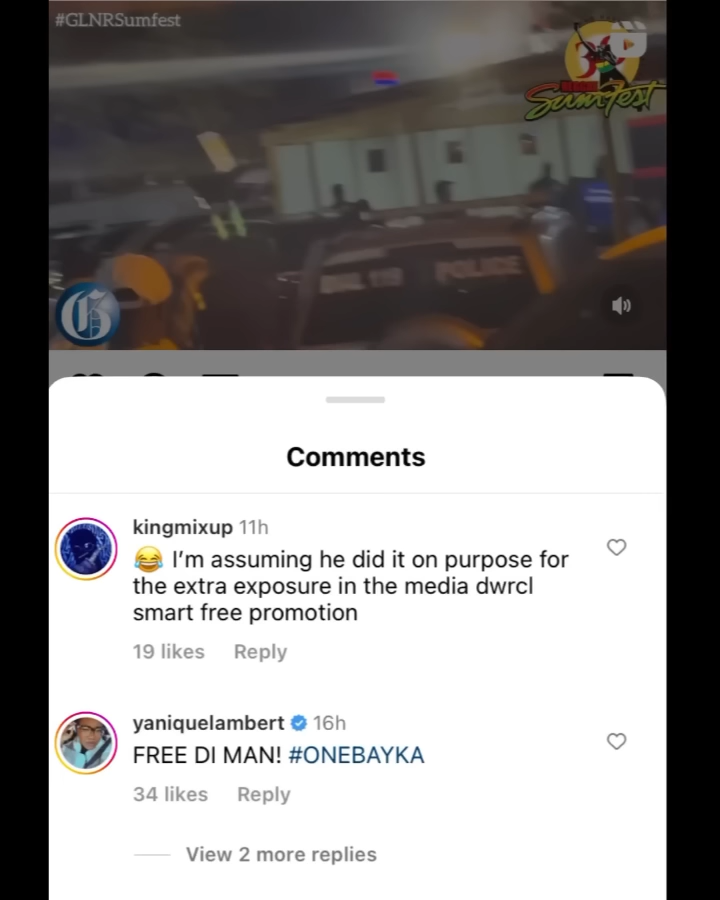 #GLNRSumfest
Sumfest
POLICE
G
Comments
kingmixup 11h
😂 I’m assuming he did it on purpose for
the extra exposure in the media dwrcl
smart free promotion
19 likes Reply
yaniquelambert 16h
FREE DI MAN! #ONEBAYKA
34 likes Reply
View 2 more replies